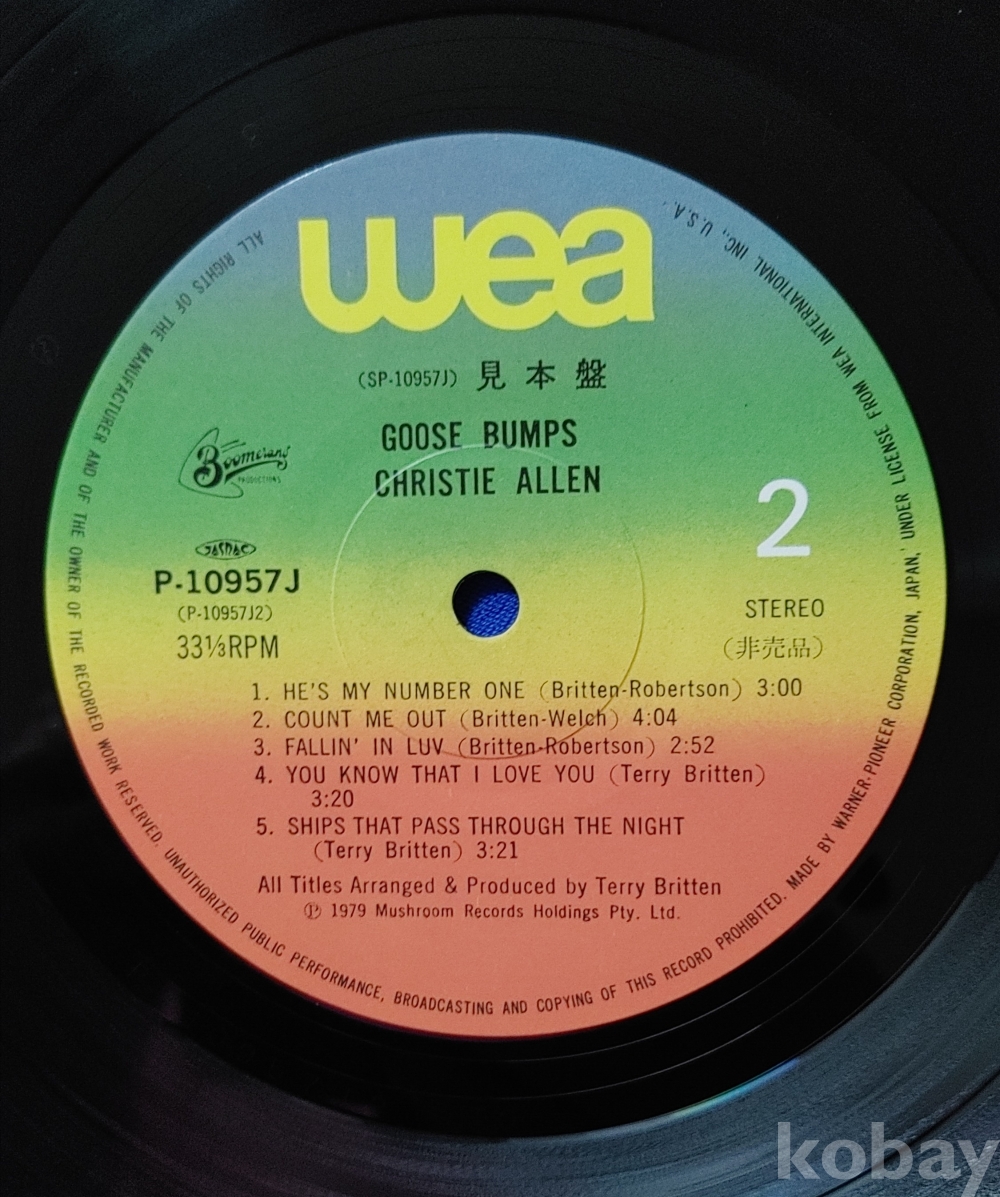 wea
(SP-10957J) 見本盤
GOOSE BUMPS
CHRISTIE ALLEN
Boomerang
PRODUCTIONS
2
JASRAC
P-10957J
(P-10957J2)
33⅓RPM
STEREO
(非売品)
1. HE'S MY NUMBER ONE (Britten-Robertson) 3:00
2. COUNT ME OUT (Britten-Welch) 4:04
3. FALLIN' IN LUV (Britten-Robertson) 2:52
4. YOU KNOW THAT I LOVE YOU (Terry Britten)
3:20
5. SHIPS THAT PASS THROUGH THE NIGHT
(Terry Britten) 3:21
All Titles Arranged & Produced by Terry Britten
Ⓟ 1979 Mushroom Records Holdings Pty. Ltd.
ALL RIGHTS OF THE MANUFACTURER AND OF THE OWNER OF THE RECORDED WORK RESERVED. UNAUTHORIZED PUBLIC PERFORMANCE, BROADCASTING AND COPYING OF THIS RECORD PROHIBITED. MADE BY WARNER-PIONEER CORPORATION, JAPAN, UNDER LICENSE FROM WEA INTERNATIONAL INC., U.S.A.
kobay